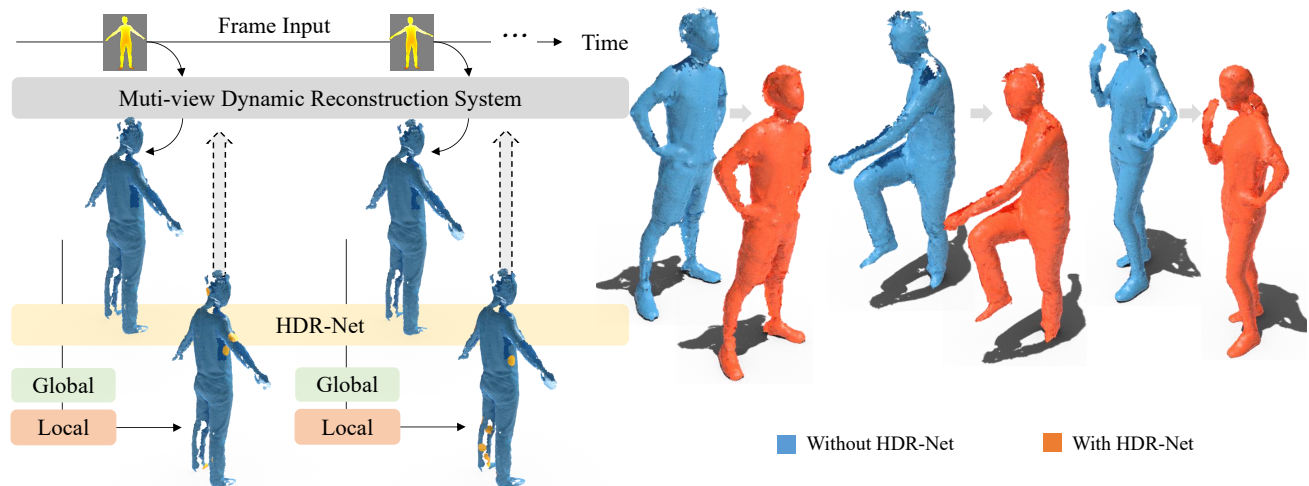 Frame Input
...
Time
Muti-view Dynamic Reconstruction System
HDR-Net
Global
Global
Local
Local
Without HDR-Net
With HDR-Net